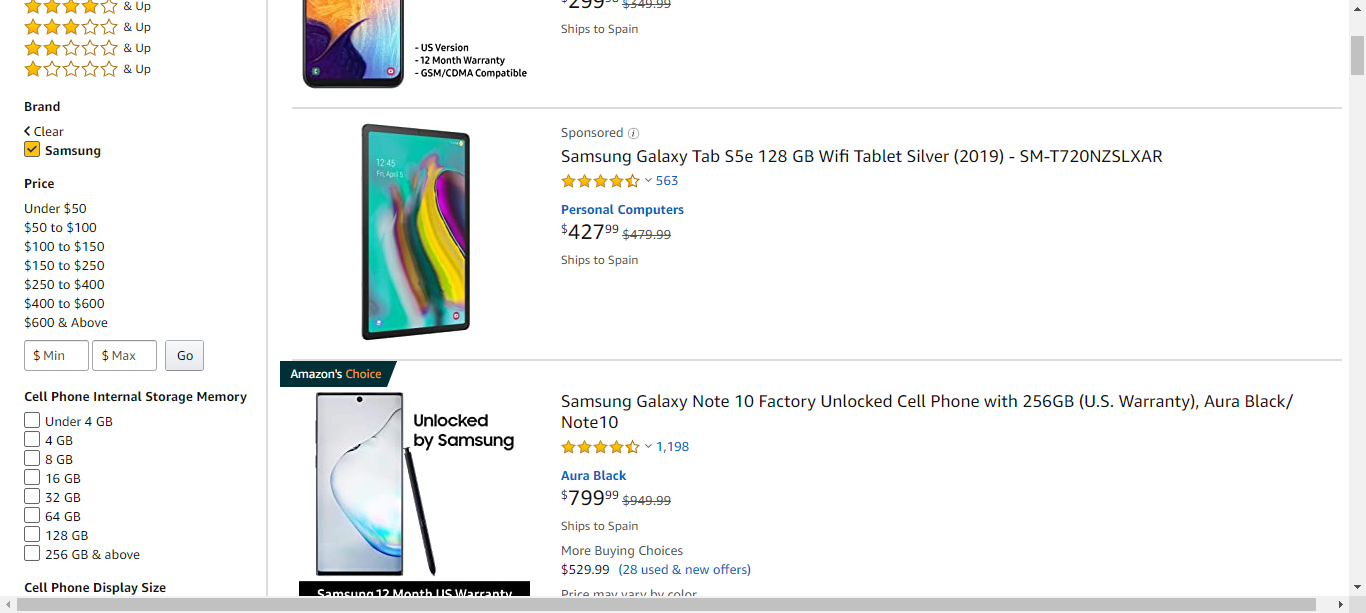 & Up
& Up
& Up
& Up
Brand
Clear
Samsung
Price
Under $50
$50 to $100
$100 to $150
$150 to $250
$250 to $400
$400 to $600
$600 & Above
$ Min $ Max Go
Cell Phone Internal Storage Memory
Under 4 GB
4 GB
8 GB
16 GB
32 GB
64 GB
128 GB
256 GB & above
Cell Phone Display Size
$349.99
Ships to Spain
- US Version
- 12 Month Warranty
- GSM/CDMA Compatible
12:45
Fri, April 5
Sponsored
Samsung Galaxy Tab S5e 128 GB Wifi Tablet Silver (2019) - SM-T720NZSLXAR
563
Personal Computers
$427.99 $479.99
Ships to Spain
Amazon's Choice
Unlocked
by Samsung
Samsung 12 Month US Warranty
Samsung Galaxy Note 10 Factory Unlocked Cell Phone with 256GB (U.S. Warranty), Aura Black/
Note10
1,198
Aura Black
$799.99 $949.99
Ships to Spain
More Buying Choices
$529.99 (28 used & new offers)
Price may vary by color